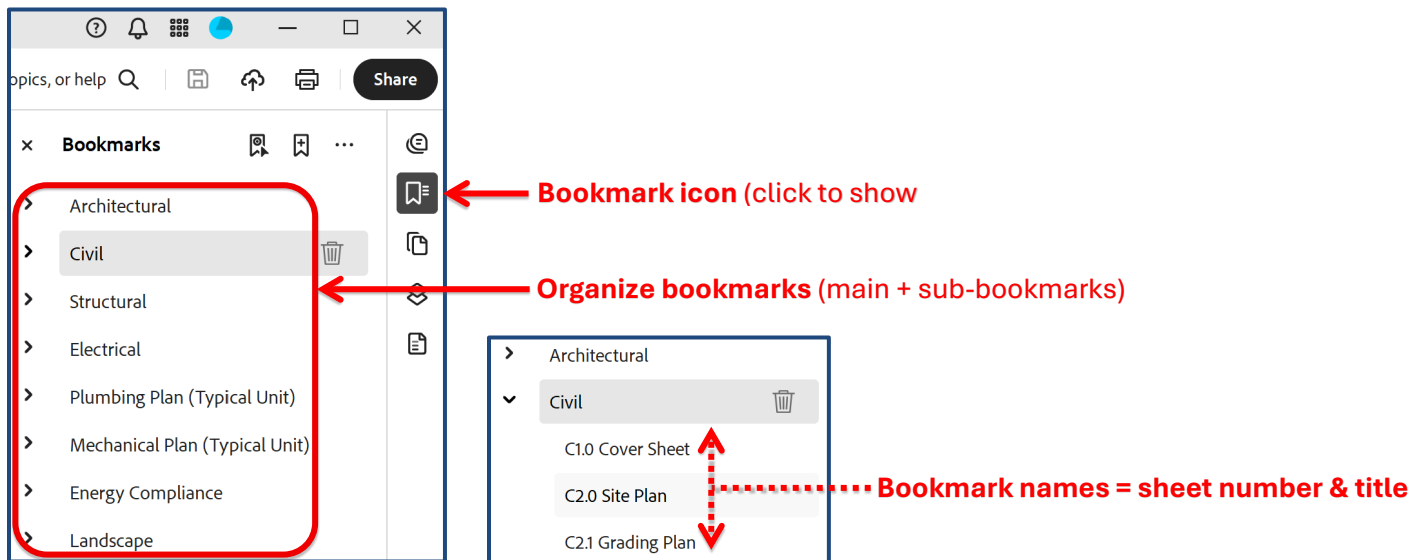 opics, or help
Share
Bookmarks
Architectural
Civil
Structural
Electrical
Plumbing Plan (Typical Unit)
Mechanical Plan (Typical Unit)
Energy Compliance
Landscape
Bookmark icon (click to show
Organize bookmarks (main + sub-bookmarks)
Architectural
Civil
C1.0 Cover Sheet
C2.0 Site Plan
C2.1 Grading Plan
Bookmark names = sheet number & title